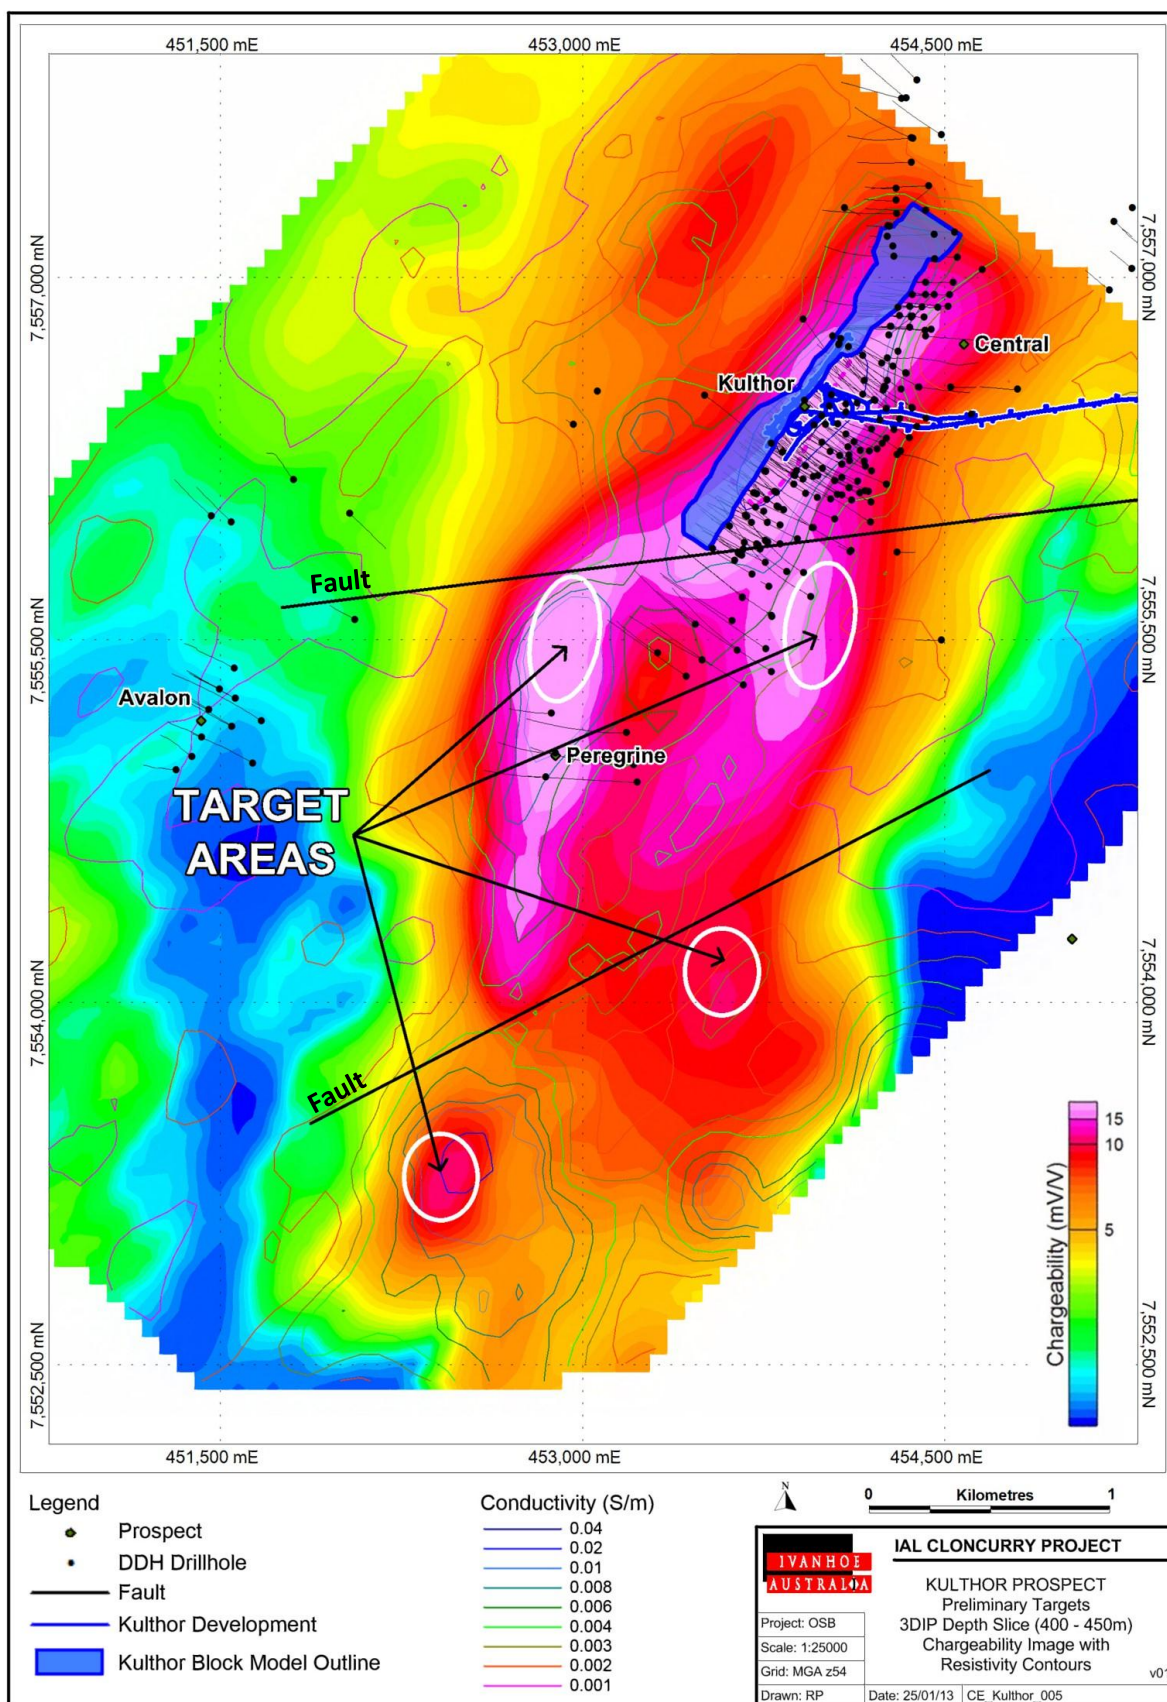 451,500 mE
453,000 mE
454,500 mE
7,557,000 mN
7,557,000 mN
Central
Kulthor
Fault
7,555,500 mN
7,555,500 mN
Avalon
Peregrine
TARGET
AREAS
7,554,000 mN
7,554,000 mN
Fault
Chargeability (mV/V)
15
10
5
7,552,500 mN
7,552,500 mN
451,500 mE
453,000 mE
454,500 mE
Legend
Prospect
DDH Drillhole
Fault
Kulthor Development
Kulthor Block Model Outline
Conductivity (S/m)
0.04
0.02
0.01
0.008
0.006
0.004
0.003
0.002
0.001
N
0 Kilometres 1
IVANHOE
AUSTRALIA
IAL CLONCURRY PROJECT
KULTHOR PROSPECT
Preliminary Targets
3DIP Depth Slice (400 - 450m)
Chargeability Image with
Resistivity Contours
v01
Project: OSB
Scale: 1:25000
Grid: MGA z54
Drawn: RP
Date: 25/01/13
CE_Kulthor_005